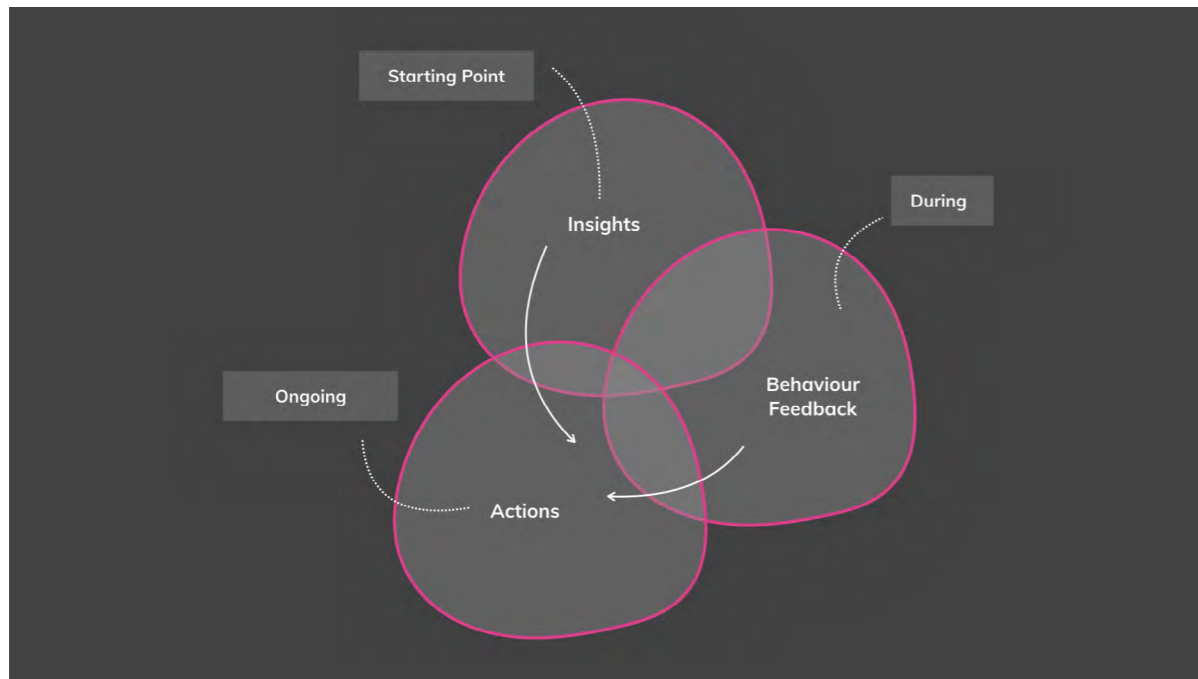 Starting Point
Insights
During
Behaviour
Feedback
Ongoing
Actions